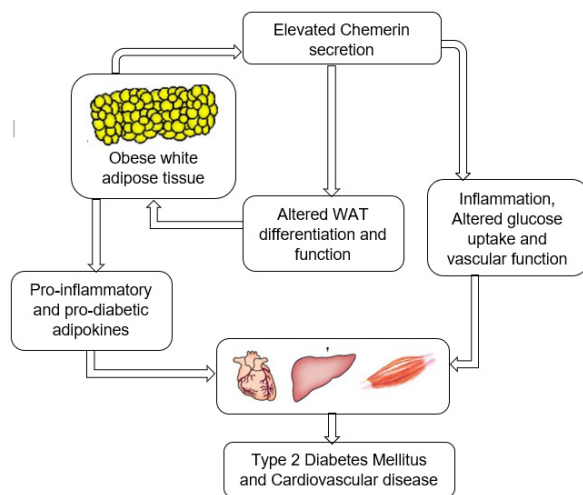 Elevated Chemerin
secretion
Obese white
adipose tissue
Altered WAT
differentiation and
function
Inflammation,
Altered glucose
uptake and
vascular function
Pro-inflammatory
and pro-diabetic
adipokines
Type 2 Diabetes Mellitus
and Cardiovascular disease